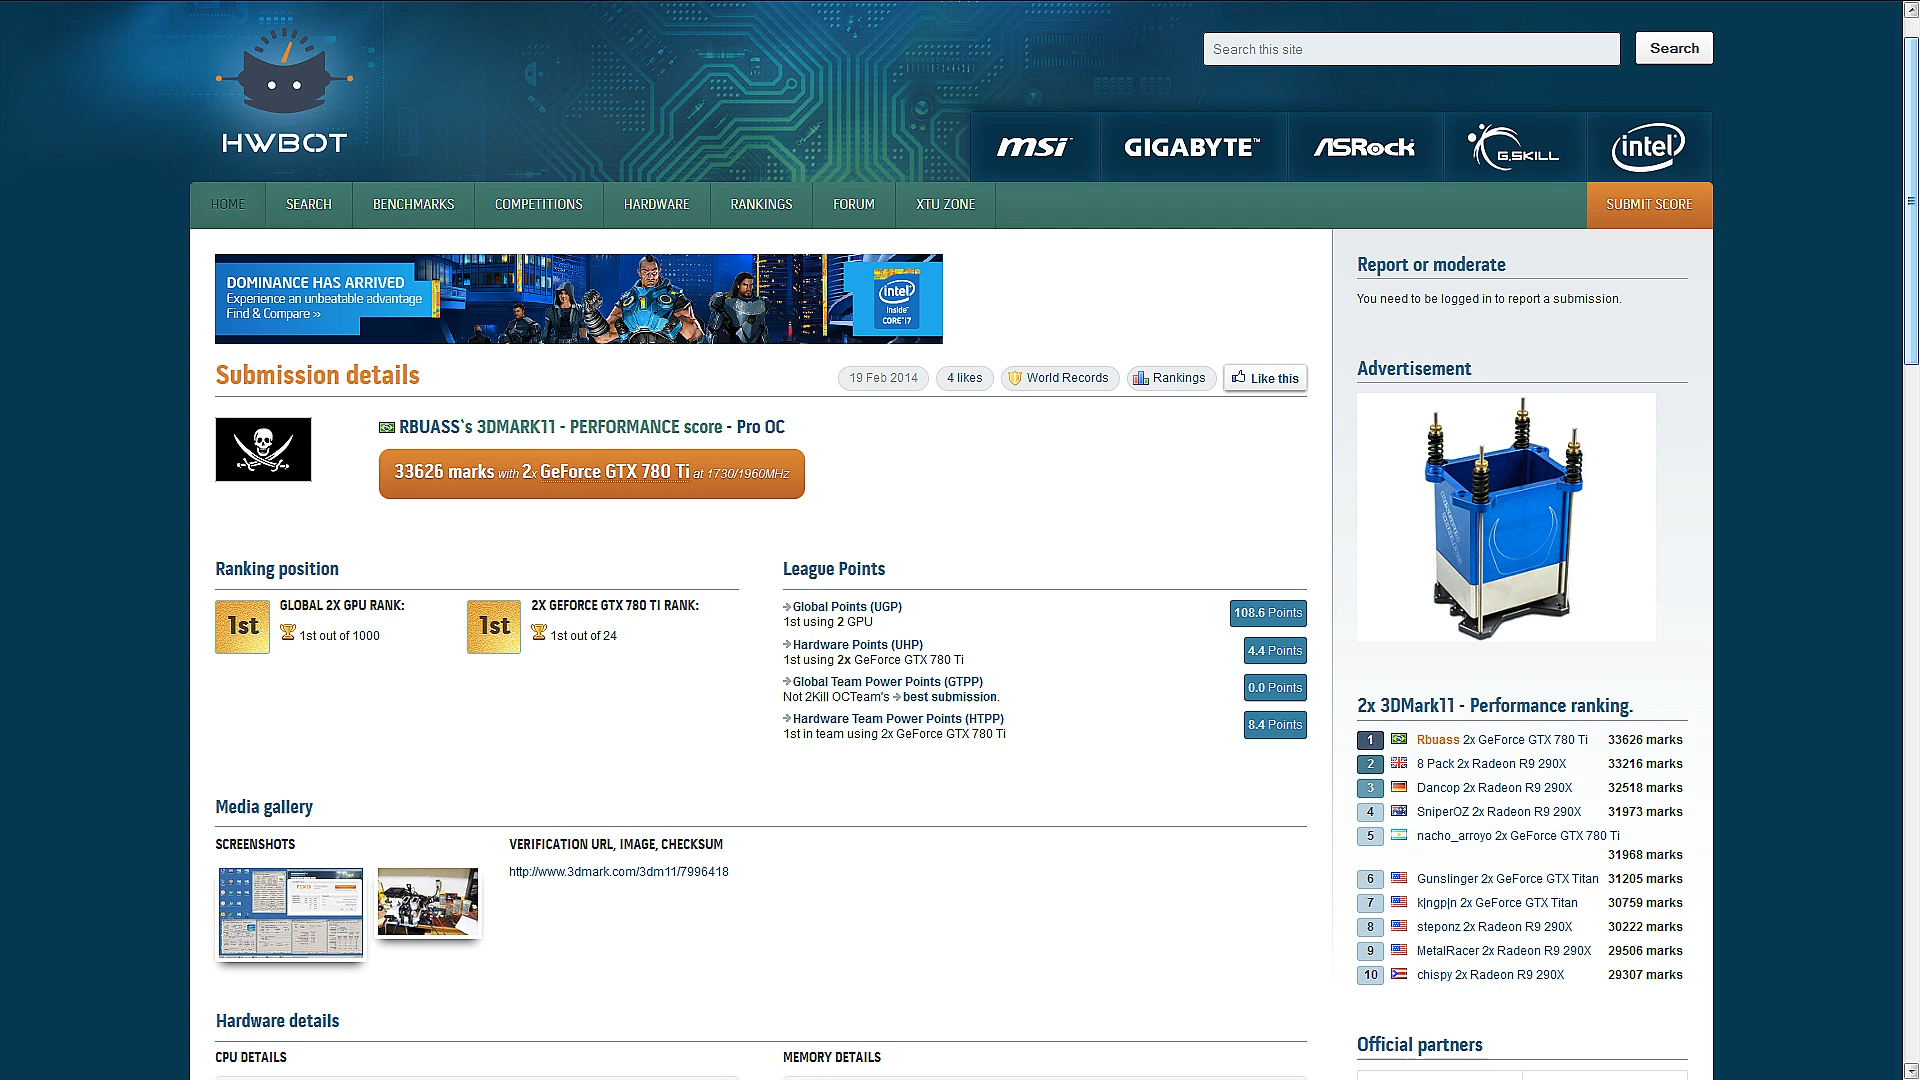 HWBOT
Search this site
Search
msi
GIGABYTE™
ASRock
G.SKILL
intel
HOME
SEARCH
BENCHMARKS
COMPETITIONS
HARDWARE
RANKINGS
FORUM
XTU ZONE
SUBMIT SCORE
DOMINANCE HAS ARRIVED
Experience an unbeatable advantage
Find & Compare »
intel
inside™
CORE™i7
Submission details
19 Feb 2014
4 likes
World Records
Rankings
Like this
RBUASS`s 3DMARK11 - PERFORMANCE score - Pro OC
33626 marks with 2x GeForce GTX 780 Ti at 1730/1960MHz
Ranking position
1st
GLOBAL 2X GPU RANK:
1st out of 1000
1st
2X GEFORCE GTX 780 TI RANK:
1st out of 24
League Points
Global Points (UGP)
1st using 2 GPU
108.6 Points
Hardware Points (UHP)
1st using 2x GeForce GTX 780 Ti
4.4 Points
Global Team Power Points (GTPP)
Not 2Kill OCTeam's best submission.
0.0 Points
Hardware Team Power Points (HTPP)
1st in team using 2x GeForce GTX 780 Ti
8.4 Points
Media gallery
SCREENSHOTS
VERIFICATION URL, IMAGE, CHECKSUM
http://www.3dmark.com/3dm11/7996418
Hardware details
CPU DETAILS
MEMORY DETAILS
Report or moderate
You need to be logged in to report a submission.
Advertisement
2x 3DMark11 - Performance ranking.
1 Rbuass 2x GeForce GTX 780 Ti 33626 marks
2 8 Pack 2x Radeon R9 290X 33216 marks
3 Dancop 2x Radeon R9 290X 32518 marks
4 SniperOZ 2x Radeon R9 290X 31973 marks
5 nacho_arroyo 2x GeForce GTX 780 Ti
31968 marks
6 Gunslinger 2x GeForce GTX Titan 31205 marks
7 k|ngp|n 2x GeForce GTX Titan 30759 marks
8 steponz 2x Radeon R9 290X 30222 marks
9 MetalRacer 2x Radeon R9 290X 29506 marks
10 chispy 2x Radeon R9 290X 29307 marks
Official partners